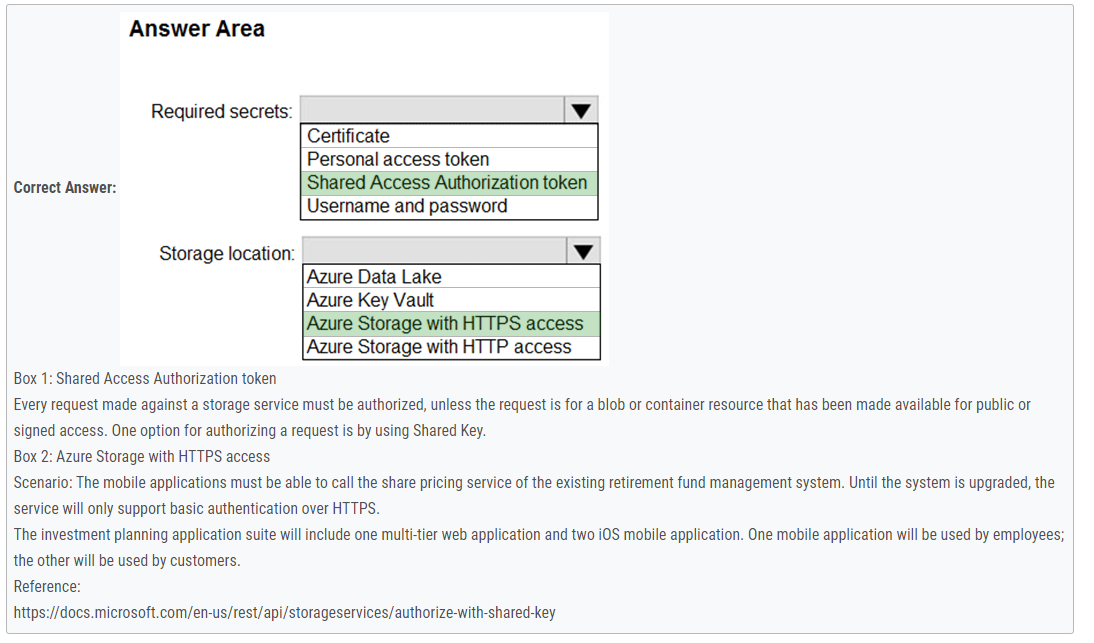 Answer Area
Required secrets:
Certificate
Personal access token
Shared Access Authorization token
Username and password
Correct Answer:
Storage location:
Azure Data Lake
Azure Key Vault
Azure Storage with HTTPS access
Azure Storage with HTTP access
Box 1: Shared Access Authorization token
Every request made against a storage service must be authorized, unless the request is for a blob or container resource that has been made available for public or
signed access. One option for authorizing a request is by using Shared Key.
Box 2: Azure Storage with HTTPS access
Scenario: The mobile applications must be able to call the share pricing service of the existing retirement fund management system. Until the system is upgraded, the
service will only support basic authentication over HTTPS.
The investment planning application suite will include one multi-tier web application and two iOS mobile application. One mobile application will be used by employees;
the other will be used by customers.
Reference:
https://docs.microsoft.com/en-us/rest/api/storageservices/authorize-with-shared-key